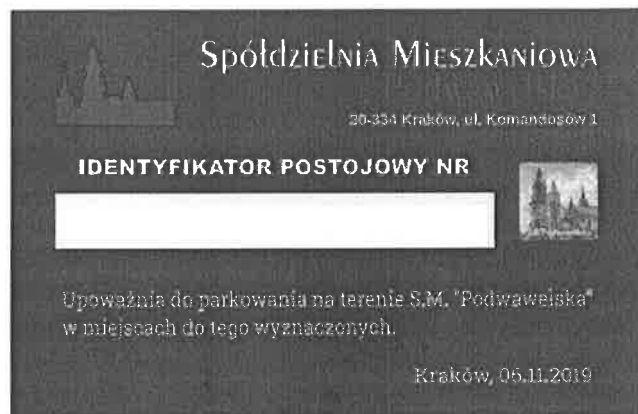 Spółdzielnia Mieszkaniowa
30-334 Kraków, ul. Komandosów 1
IDENTYFIKATOR POSTOJOWY NR
Upoważnia do parkowania na terenie S.M. "Podwawelska"
w miejscach do tego wyznaczonych.
Kraków, 05.11.2019